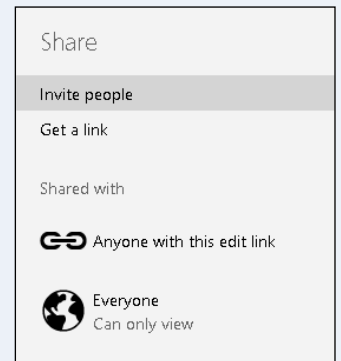 Share
Invite people
Get a link
Shared with
Anyone with this edit link
Everyone
Can only view